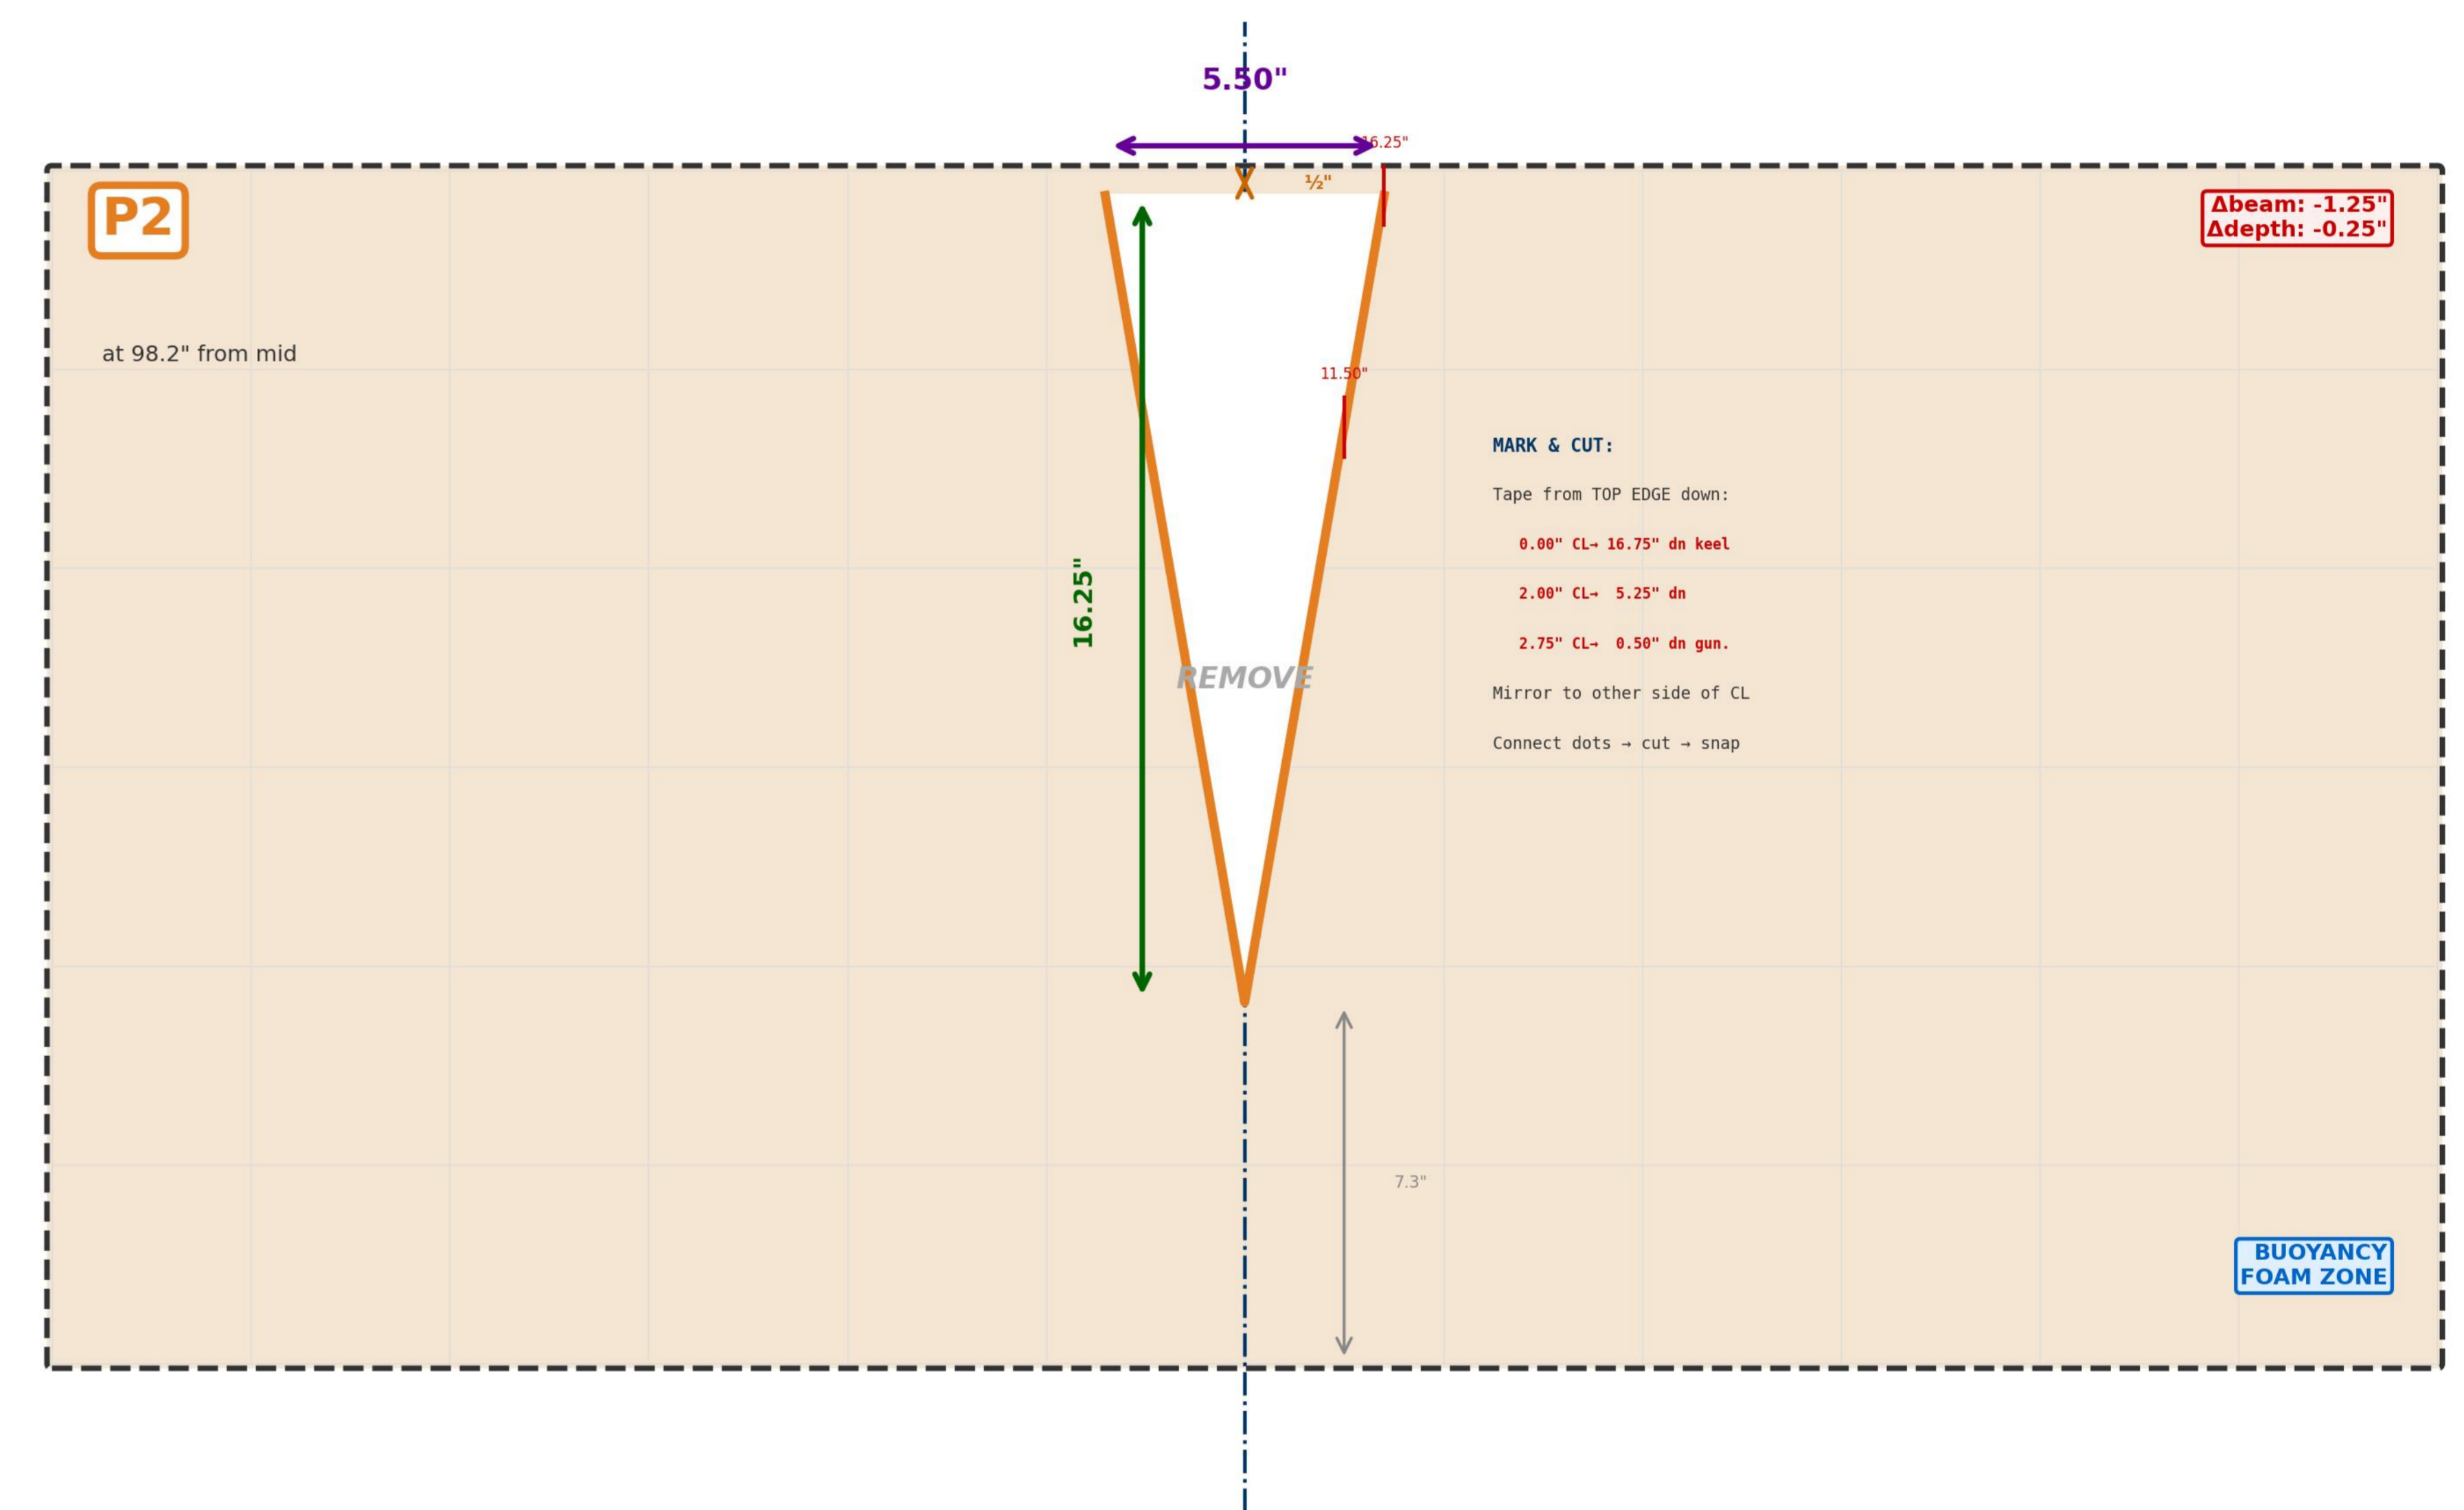 5.50"
16.25"
½"
P2
Δbeam: -1.25"
Δdepth: -0.25"
at 98.2" from mid
11.50"
MARK & CUT:
Tape from TOP EDGE down:
0.00" CL→ 16.75" dn keel
2.00" CL→  5.25" dn
2.75" CL→  0.50" dn gun.
Mirror to other side of CL
Connect dots → cut → snap
16.25"
REMOVE
7.3"
BUOYANCY
FOAM ZONE